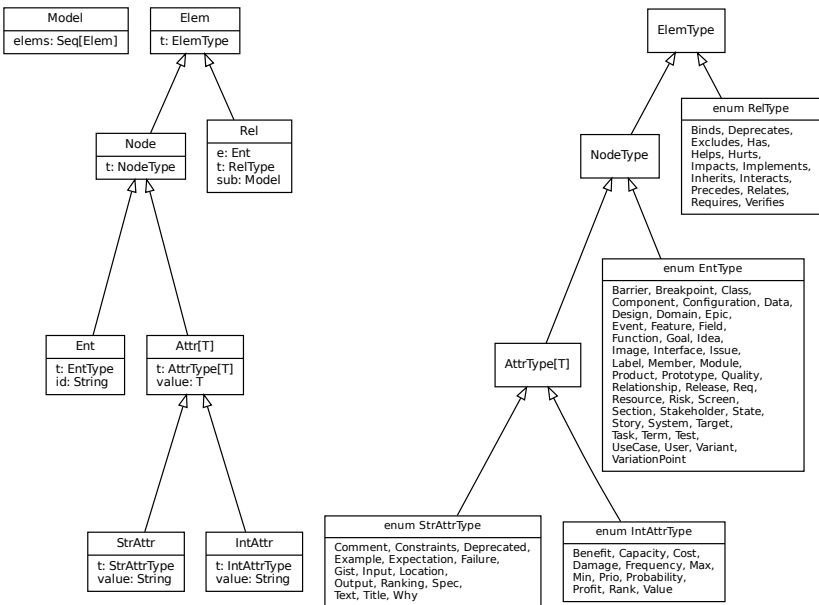 Model
elems: Seq[Elem]
Elem
t: ElemType
Node
t: NodeType
Rel
e: Ent
t: RelType
sub: Model
Ent
t: EntType
id: String
Attr[T]
t: AttrType[T]
value: T
StrAttr
t: StrAttrType
value: String
IntAttr
t: IntAttrType
value: String
ElemType
enum RelType
Binds, Deprecates,
Excludes, Has,
Helps, Hurts,
Impacts, Implements,
Inherits, Interacts,
Precedes, Relates,
Requires, Verifies
NodeType
enum EntType
Barrier, Breakpoint, Class,
Component, Configuration, Data,
Design, Domain, Epic,
Event, Feature, Field,
Function, Goal, Idea,
Image, Interface, Issue,
Label, Member, Module,
Product, Prototype, Quality,
Relationship, Release, Req,
Resource, Risk, Screen,
Section, Stakeholder, State,
Story, System, Target,
Task, Term, Test,
UseCase, User, Variant,
VariationPoint
AttrType[T]
enum StrAttrType
Comment, Constraints, Deprecated,
Example, Expectation, Failure,
Gist, Input, Location,
Output, Ranking, Spec,
Text, Title, Why
enum IntAttrType
Benefit, Capacity, Cost,
Damage, Frequency, Max,
Min, Prio, Probability,
Profit, Rank, Value